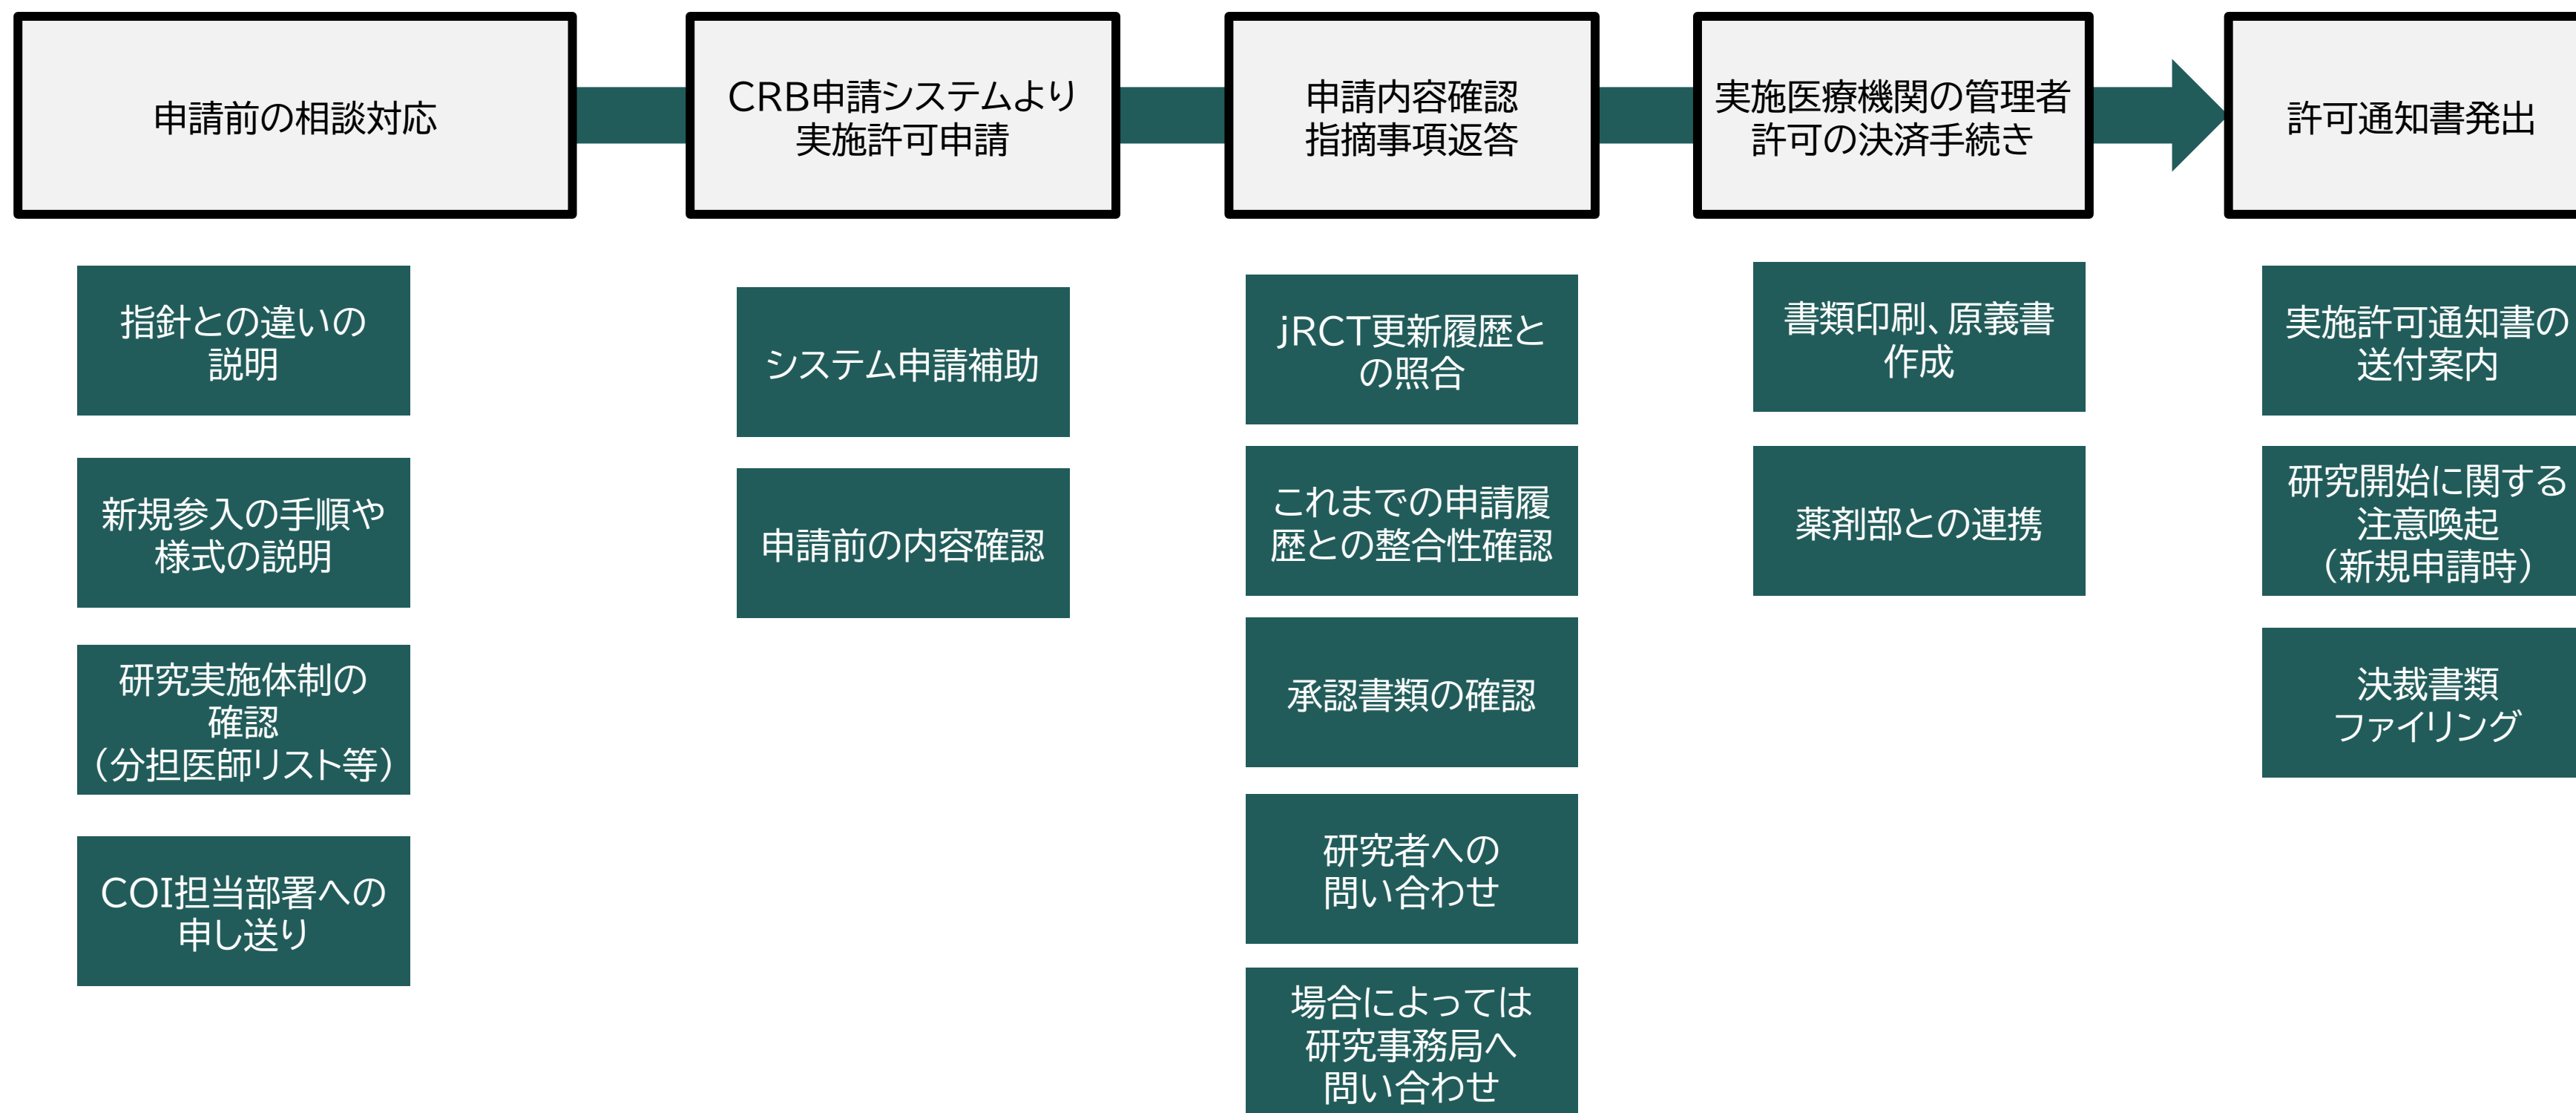 申請前の相談対応
CRB申請システムより
実施許可申請
申請内容確認
指摘事項返答
実施医療機関の管理者
許可の決済手続き
許可通知書発出
指針との違いの
説明
新規参入の手順や
様式の説明
研究実施体制の
確認
（分担医師リスト等）
COI担当部署への
申し送り
システム申請補助
申請前の内容確認
jRCT更新履歴と
の照合
これまでの申請履
歴との整合性確認
承認書類の確認
研究者への
問い合わせ
場合によっては
研究事務局へ
問い合わせ
書類印刷、原義書
作成
薬剤部との連携
実施許可通知書の
送付案内
研究開始に関する
注意喚起
（新規申請時）
決裁書類
ファイリング